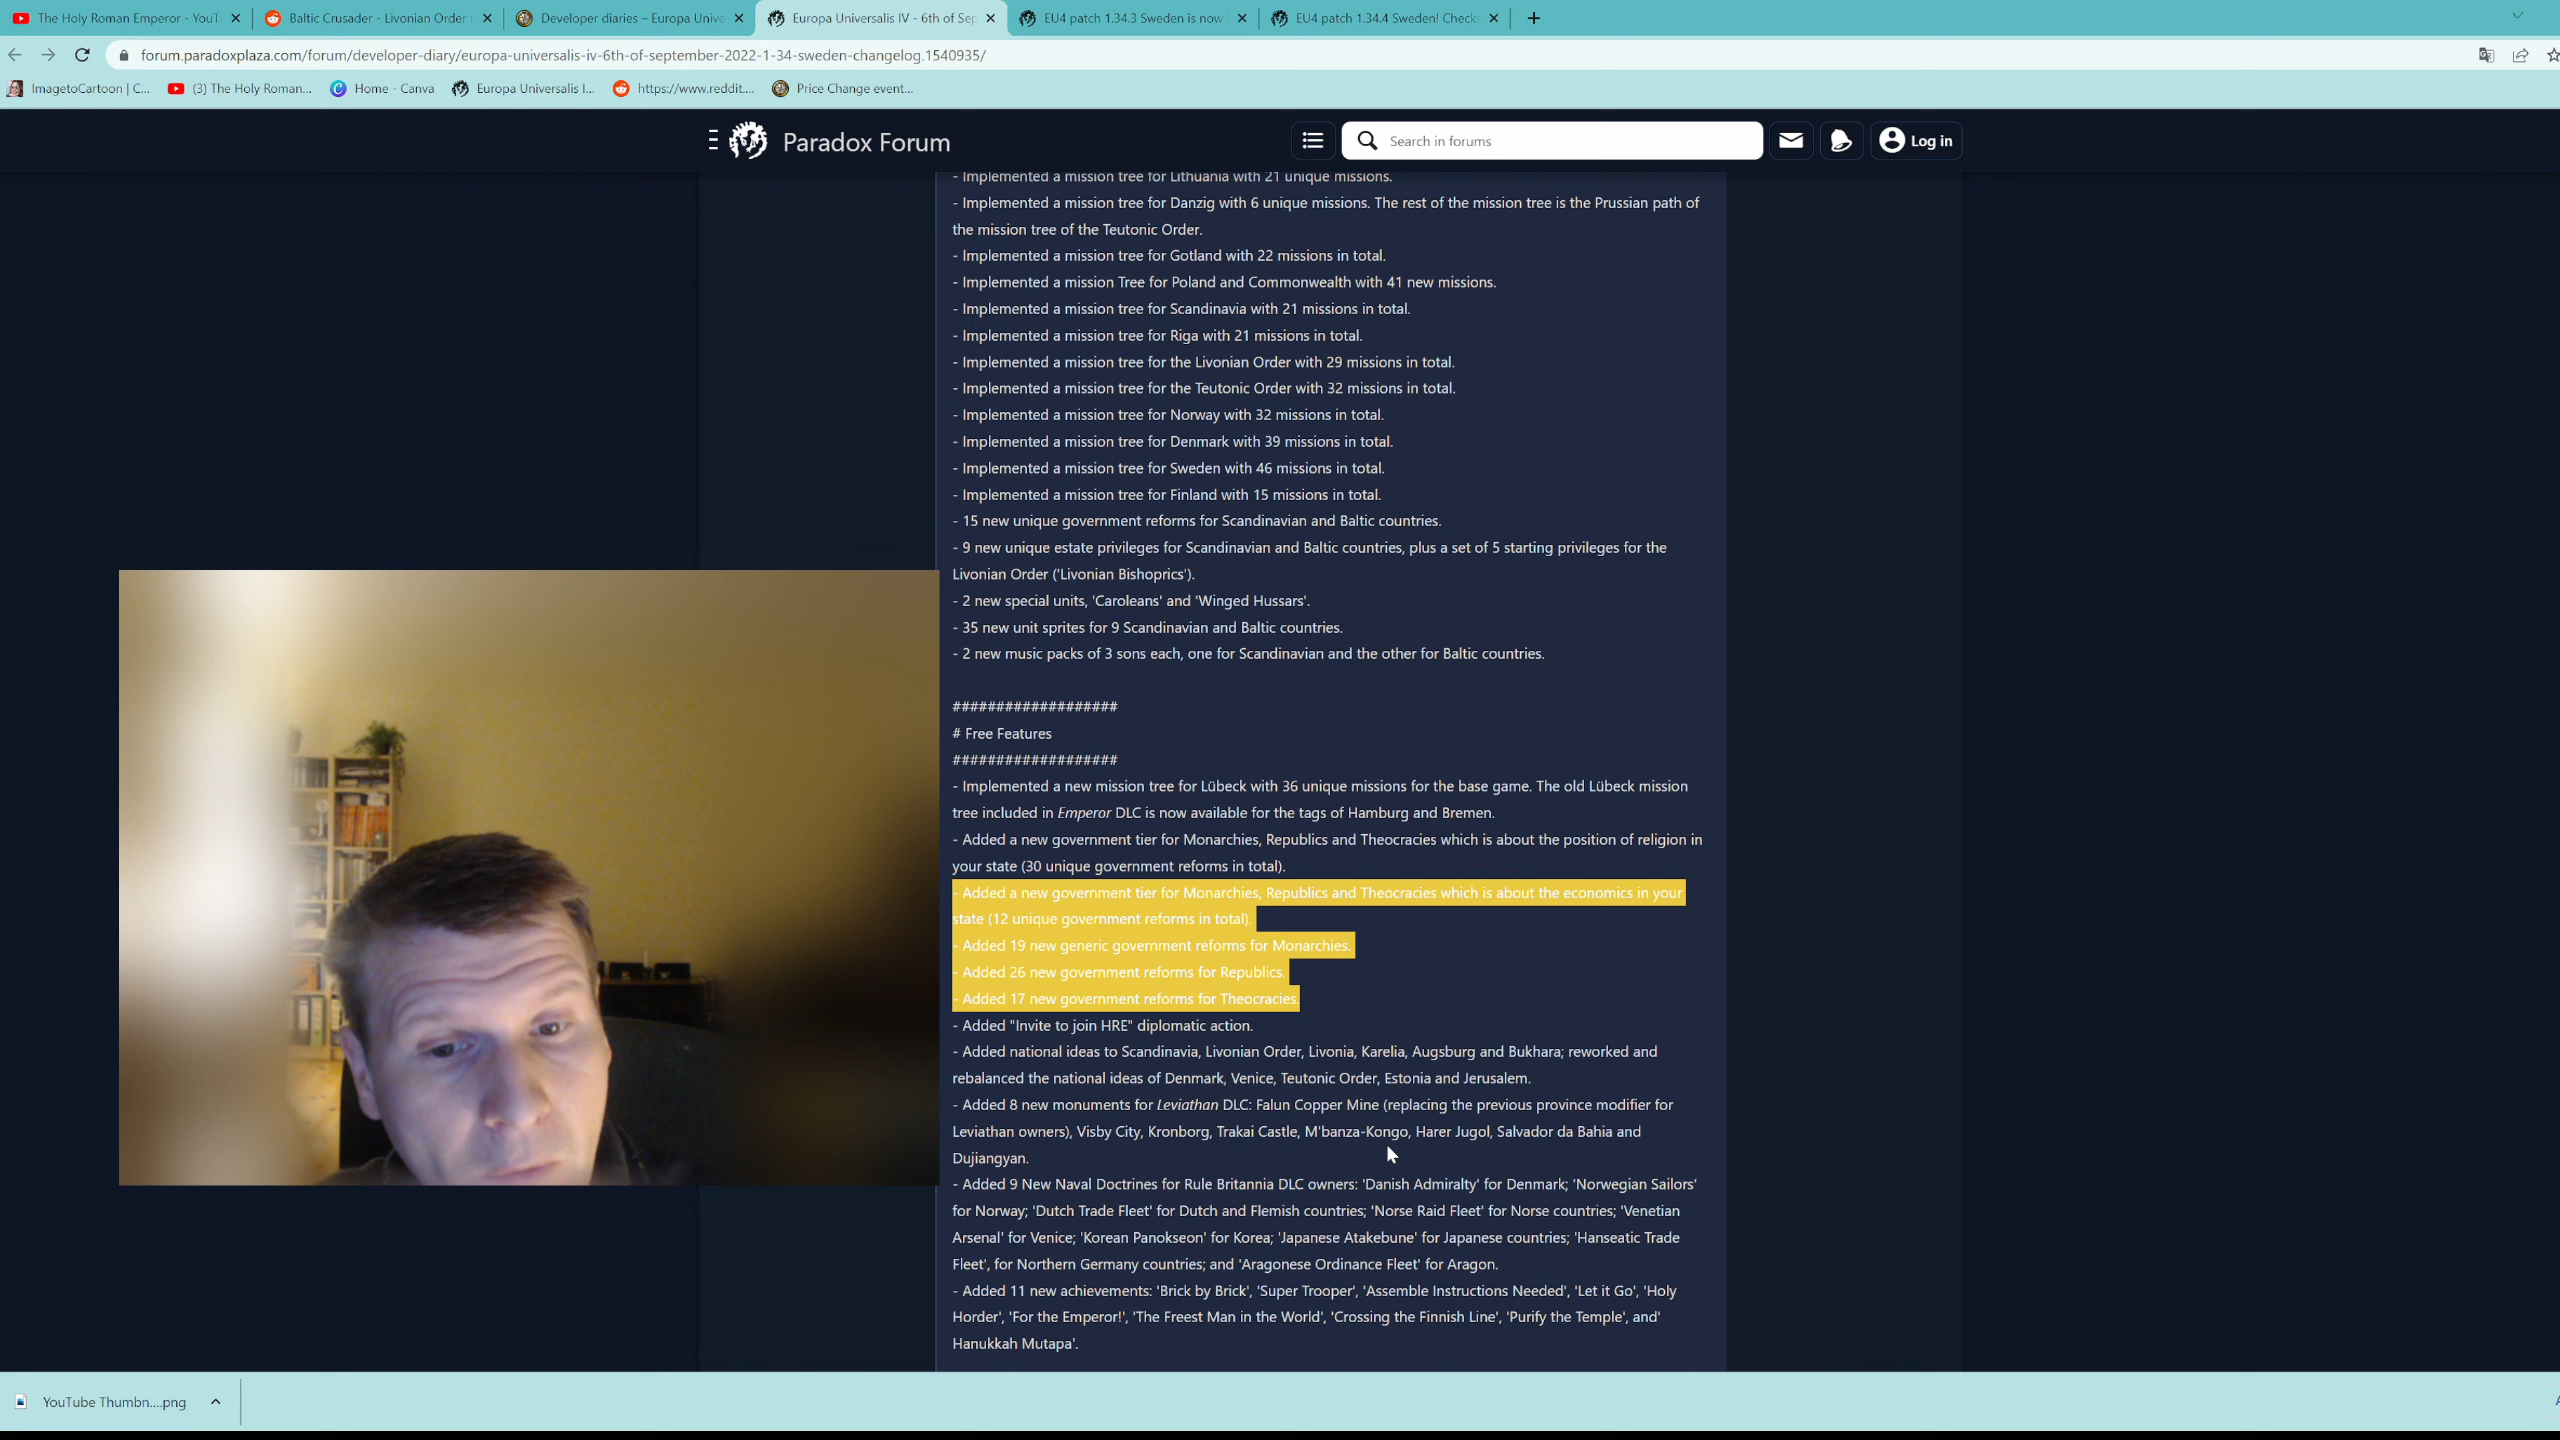 The Holy Roman Emperor - YouT
Baltic Crusader - Livonian Order
Developer diaries – Europa Unive
Europa Universalis IV - 6th of Sep
EU4 patch 1.34.3 Sweden is now
EU4 patch 1.34.4 Sweden! Checks
forum.paradoxplaza.com/forum/developer-diary/europa-universalis-iv-6th-of-september-2022-1-34-sweden-changelog.1540935/
ImagetoCartoon | C...
(3) The Holy Roman...
Home - Canva
Europa Universalis I...
https://www.reddit....
Price Change event...
Paradox Forum
Search in forums
Log in
- Implemented a mission tree for Lithuania with 21 unique missions.
- Implemented a mission tree for Danzig with 6 unique missions. The rest of the mission tree is the Prussian path of
the mission tree of the Teutonic Order.
- Implemented a mission tree for Gotland with 22 missions in total.
- Implemented a mission Tree for Poland and Commonwealth with 41 new missions.
- Implemented a mission tree for Scandinavia with 21 missions in total.
- Implemented a mission tree for Riga with 21 missions in total.
- Implemented a mission tree for the Livonian Order with 29 missions in total.
- Implemented a mission tree for the Teutonic Order with 32 missions in total.
- Implemented a mission tree for Norway with 32 missions in total.
- Implemented a mission tree for Denmark with 39 missions in total.
- Implemented a mission tree for Sweden with 46 missions in total.
- Implemented a mission tree for Finland with 15 missions in total.
- 15 new unique government reforms for Scandinavian and Baltic countries.
- 9 new unique estate privileges for Scandinavian and Baltic countries, plus a set of 5 starting privileges for the
Livonian Order ('Livonian Bishoprics').
- 2 new special units, 'Caroleans' and 'Winged Hussars'.
- 35 new unit sprites for 9 Scandinavian and Baltic countries.
- 2 new music packs of 3 sons each, one for Scandinavian and the other for Baltic countries.
###################
# Free Features
###################
- Implemented a new mission tree for Lübeck with 36 unique missions for the base game. The old Lübeck mission
tree included in Emperor DLC is now available for the tags of Hamburg and Bremen.
- Added a new government tier for Monarchies, Republics and Theocracies which is about the position of religion in
your state (30 unique government reforms in total).
- Added a new government tier for Monarchies, Republics and Theocracies which is about the economics in your
state (12 unique government reforms in total).
- Added 19 new generic government reforms for Monarchies.
- Added 26 new government reforms for Republics.
- Added 17 new government reforms for Theocracies.
- Added "Invite to join HRE" diplomatic action.
- Added national ideas to Scandinavia, Livonian Order, Livonia, Karelia, Augsburg and Bukhara; reworked and
rebalanced the national ideas of Denmark, Venice, Teutonic Order, Estonia and Jerusalem.
- Added 8 new monuments for Leviathan DLC: Falun Copper Mine (replacing the previous province modifier for
Leviathan owners), Visby City, Kronborg, Trakai Castle, M'banza-Kongo, Harer Jugol, Salvador da Bahia and
Dujiangyan.
- Added 9 New Naval Doctrines for Rule Britannia DLC owners: 'Danish Admiralty' for Denmark; 'Norwegian Sailors'
for Norway; 'Dutch Trade Fleet' for Dutch and Flemish countries; 'Norse Raid Fleet' for Norse countries; 'Venetian
Arsenal' for Venice; 'Korean Panokseon' for Korea; 'Japanese Atakebune' for Japanese countries; 'Hanseatic Trade
Fleet', for Northern Germany countries; and 'Aragonese Ordinance Fleet' for Aragon.
- Added 11 new achievements: 'Brick by Brick', 'Super Trooper', 'Assemble Instructions Needed', 'Let it Go', 'Holy
Horder', 'For the Emperor!', 'The Freest Man in the World', 'Crossing the Finnish Line', 'Purify the Temple', and'
Hanukkah Mutapa'.
YouTube Thumbn....png